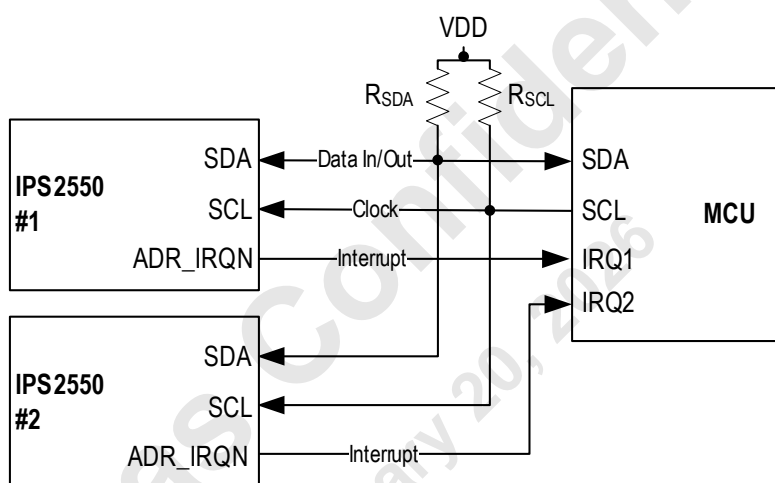 VDD
RSDA
RSCL
IPS2550
#1
SDA
SCL
ADR_IRQN
Data In/Out
Clock
Interrupt
SDA
SCL
IRQ1
IRQ2
MCU
IPS2550
#2
SDA
SCL
ADR_IRQN
Interrupt